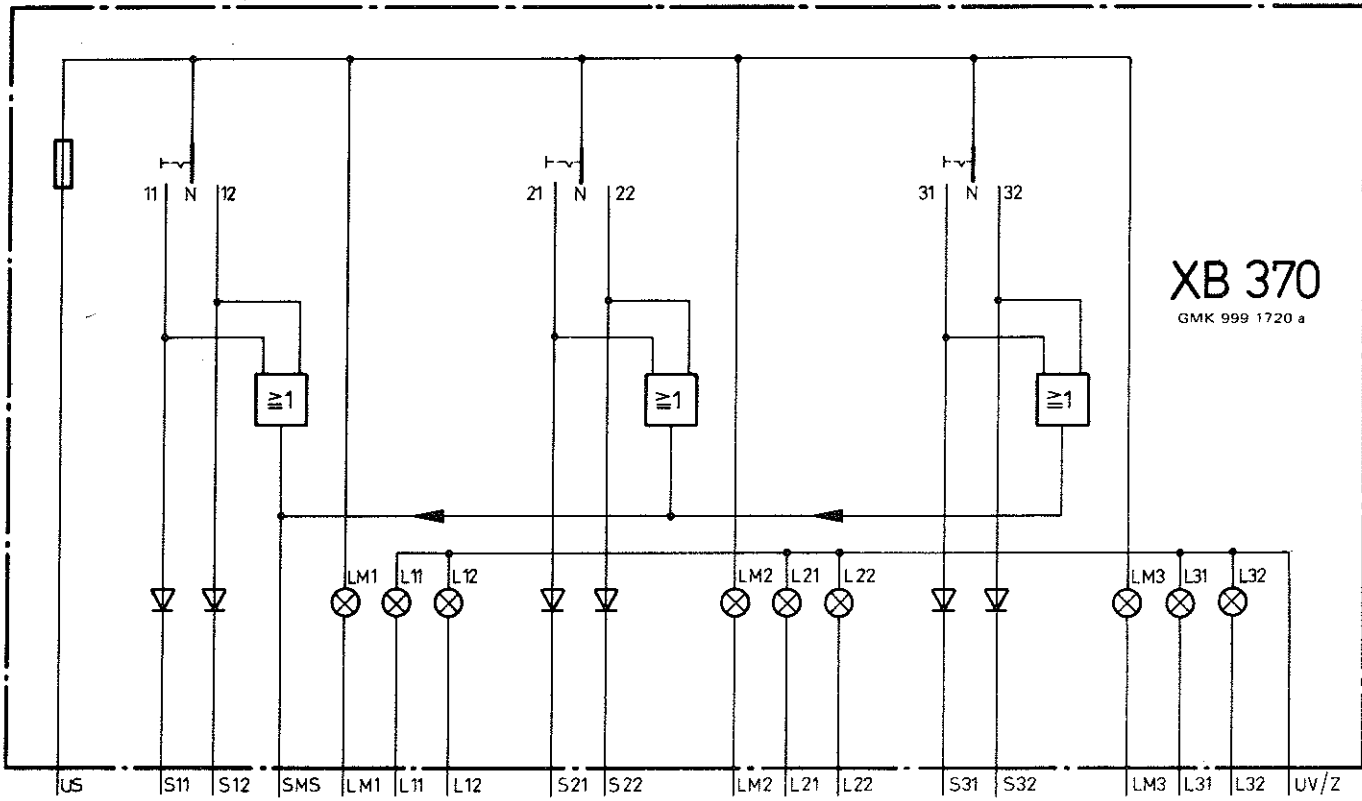 11 N 12 21 N 22 31 N 32
XB 370
GMK 999 1720 a
≧1 ≧1 ≧1
LM1 L11 L12 LM2 L21 L22 LM3 L31 L32
US S11 S12 SMS LM1 L11 L12 S21 S22 LM2 L21 L22 S31 S32 LM3 L31 L32 UV/Z